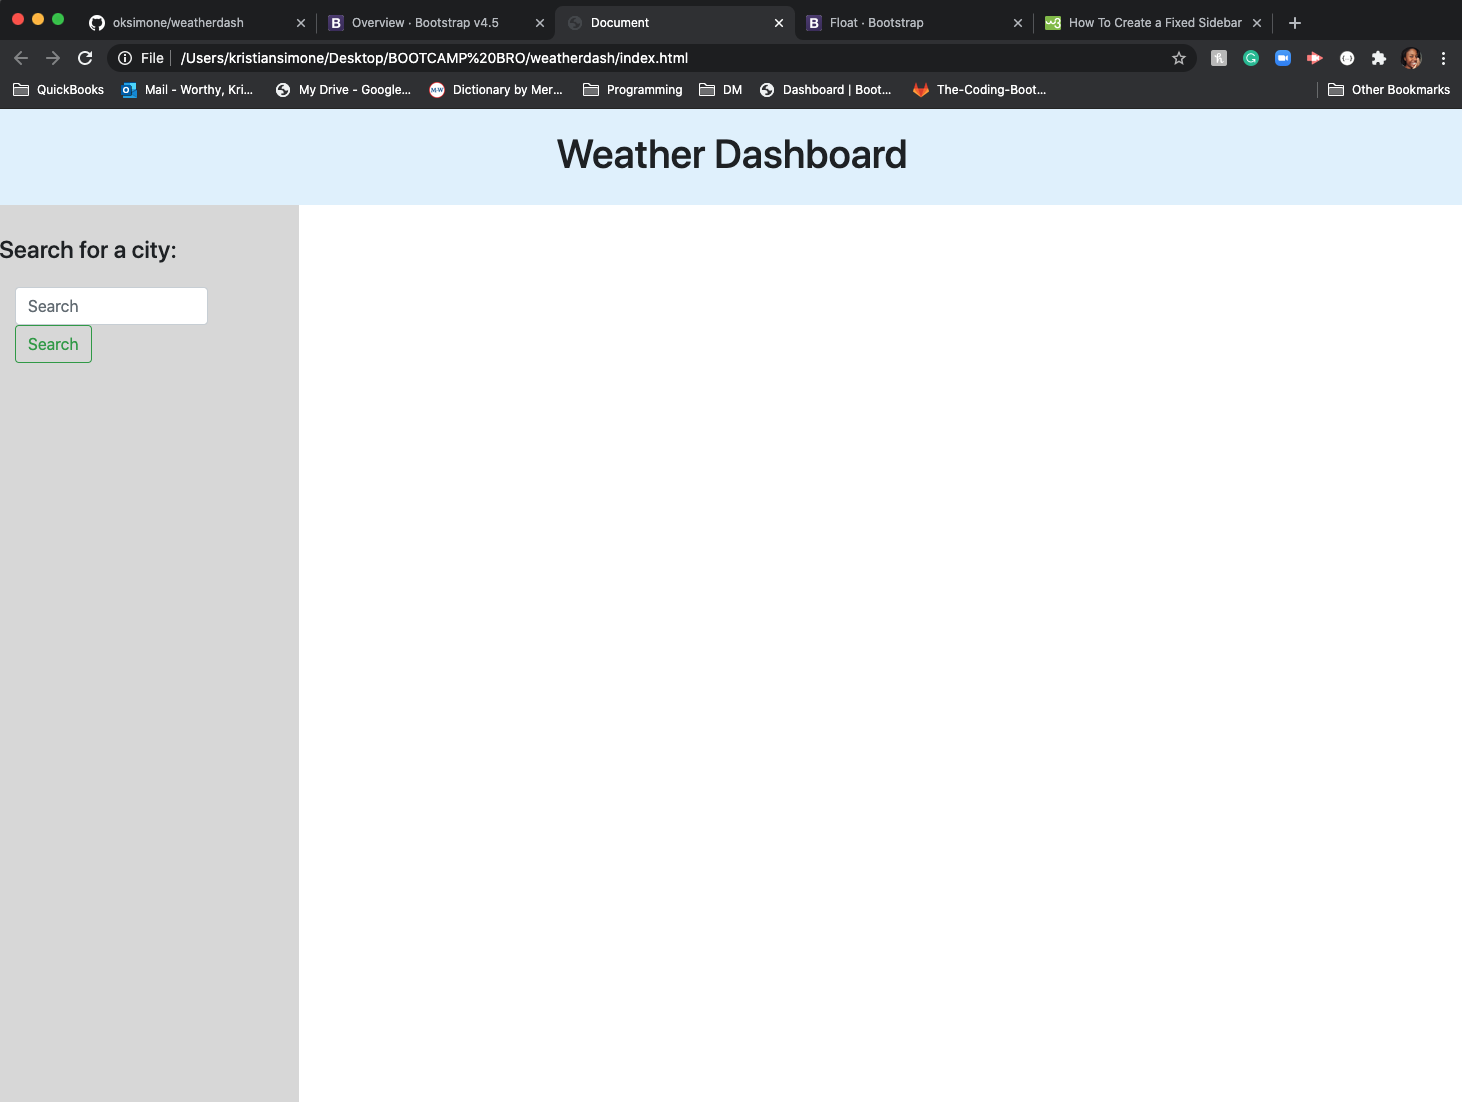 oksimone/weatherdash
Overview · Bootstrap v4.5
Document
Float · Bootstrap
How To Create a Fixed Sidebar
File
/Users/kristiansimone/Desktop/BOOTCAMP%20BRO/weatherdash/index.html
QuickBooks
Mail - Worthy, Kri...
My Drive - Google...
Dictionary by Mer...
Programming
DM
Dashboard | Boot...
The-Coding-Boot...
Other Bookmarks
Weather Dashboard
Search for a city:
Search
Search